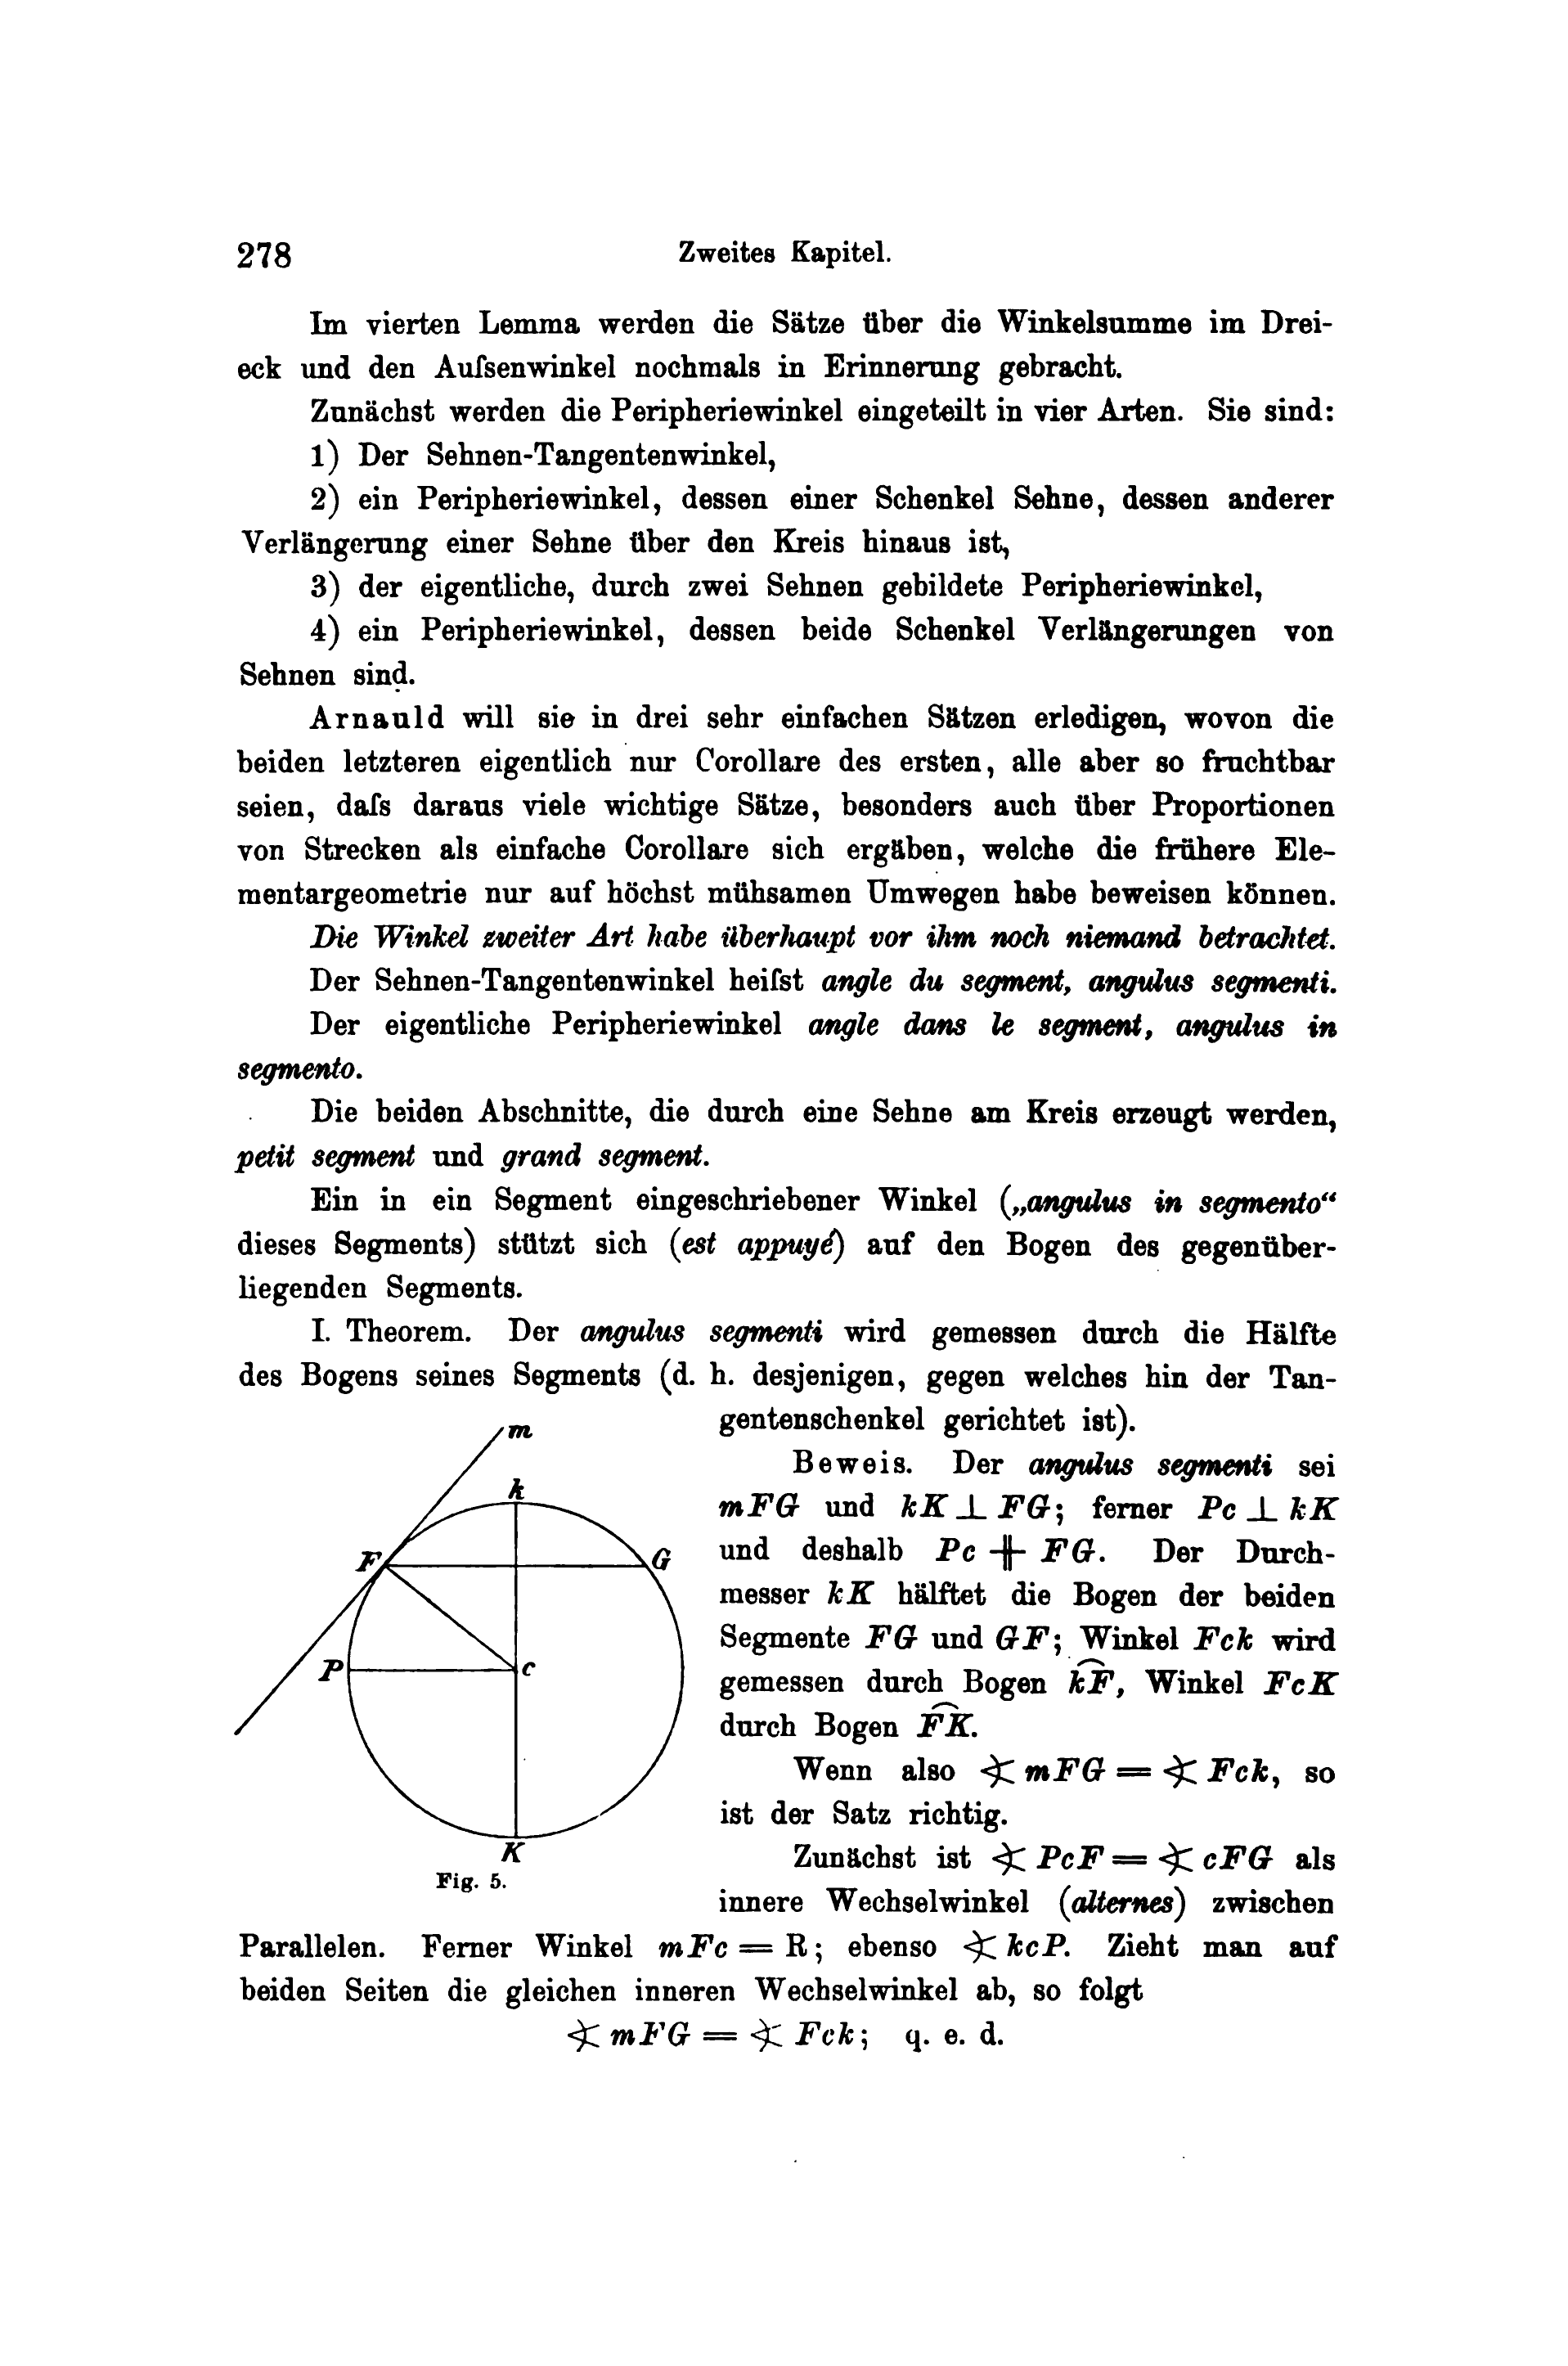 278 Zweites Kapitel.
Im vierten Lemma werden die Sätze über die Winkelsumme im Drei-
eck und den Aufsenwinkel nochmals in Erinnerung gebracht.
Zunächst werden die Peripheriewinkel eingeteilt in vier Arten. Sie sind:
1) Der Sehnen-Tangentenwinkel,
2) ein Peripheriewinkel, dessen einer Schenkel Sehne, dessen anderer
Verlängerung einer Sehne über den Kreis hinaus ist,
3) der eigentliche, durch zwei Sehnen gebildete Peripheriewinkel,
4) ein Peripheriewinkel, dessen beide Schenkel Verlängerungen von
Sehnen sind.
Arnauld will sie in drei sehr einfachen Sätzen erledigen, wovon die
beiden letzteren eigentlich nur Corollare des ersten, alle aber so fruchtbar
seien, dafs daraus viele wichtige Sätze, besonders auch über Proportionen
von Strecken als einfache Corollare sich ergäben, welche die frühere Ele-
mentargeometrie nur auf höchst mühsamen Umwegen habe beweisen können.
Die Winkel zweiter Art habe überhaupt vor ihm noch niemand betrachtet.
Der Sehnen-Tangentenwinkel heifst angle du segment, angulus segmenti.
Der eigentliche Peripheriewinkel angle dans le segment, angulus in
segmento.
Die beiden Abschnitte, die durch eine Sehne am Kreis erzeugt werden,
petit segment und grand segment.
Ein in ein Segment eingeschriebener Winkel („angulus in segmento“
dieses Segments) stützt sich (est appuyé) auf den Bogen des gegenüber-
liegenden Segments.
I. Theorem. Der angulus segmenti wird gemessen durch die Hälfte
des Bogens seines Segments (d. h. desjenigen, gegen welches hin der Tan-
gentenschenkel gerichtet ist).
Beweis. Der angulus segmenti sei
mFG und kK ⊥ FG; ferner Pc ⊥ kK
und deshalb Pc ⋕ FG. Der Durch-
messer kK hälftet die Bogen der beiden
Segmente FG und GF; Winkel Fck wird
gemessen durch Bogen k͡F, Winkel FcK
durch Bogen F͡K.
Wenn also ∢ mFG = ∢ Fck, so
ist der Satz richtig.
Zunächst ist ∢ PcF = ∢ cFG als
innere Wechselwinkel (alternes) zwischen
m
k
F
G
P
c
K
Fig. 5.
Parallelen. Ferner Winkel mFc = R; ebenso ∢ kcP. Zieht man auf
beiden Seiten die gleichen inneren Wechselwinkel ab, so folgt
∢ mFG = ∢ Fck; q. e. d.